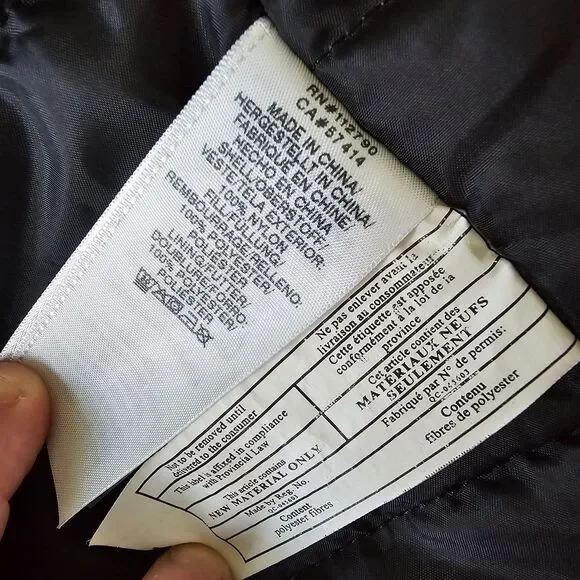 RN#112790
CA#57414
MADE IN CHINA/
HERGESTELLT IN CHINA/
FABRIQUE EN CHINE/
HECHO EN CHINA
SHELL/OBERSTOFF/
VESTE/TELA EXTERIOR:
100% NYLON.
FILL/FULLUNG/
REMBOURRAGE/RELLENO:
100% POLYESTER/
POLIESTER/
LINING/FUTTER/
DOUBLURE/FORRO:
100% POLYESTER/
POLIESTER
Not to be removed until
delivered to the consumer
This label is affixed in compliance
with Provincial Law
This article contains
NEW MATERIAL ONLY
Made by Reg. No.
Content
polyester fibres
Ne pas enlever avant la
livraison au consommateur
Cette étiquette est apposée
conformément à la loi de la
province
Cet article contient des
MATÉRIAUX NEUFS
SEULEMENT
Fabriqué par N° de permis:
Contenu
fibres de polyester